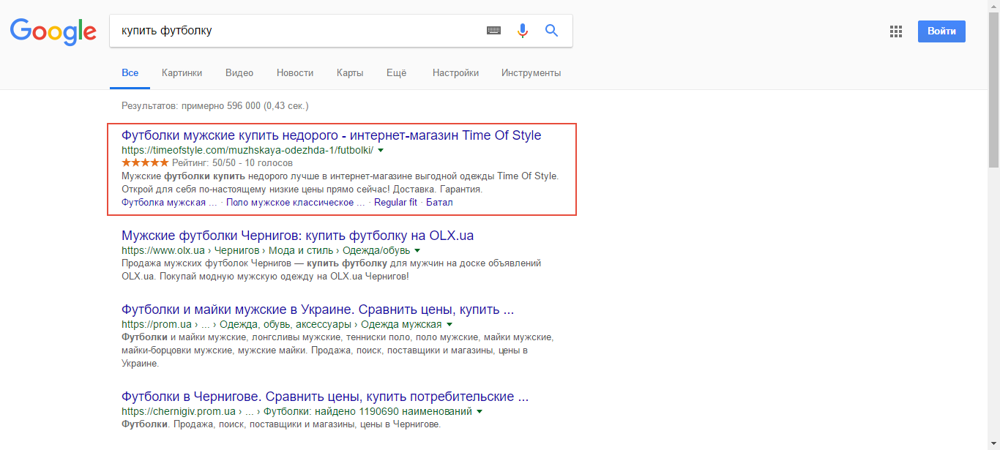 Google
купить футболку
Войти
Все Картинки Видео Новости Карты Ещё Настройки Инструменты
Результатов: примерно 596 000 (0,43 сек.)
Футболки мужские купить недорого - интернет-магазин Time Of Style
https://timeofstyle.com/muzhskaya-odezhda-1/futbolki/
Рейтинг: 50/50 - 10 голосов
Мужские футболки купить недорого лучше в интернет-магазине выгодной одежды Time Of Style.
Открой для себя по-настоящему низкие цены прямо сейчас! Доставка. Гарантия.
Футболка мужская ... · Поло мужское классическое ... · Regular fit · Батал
Мужские футболки Чернигов: купить футболку на OLX.ua
https://www.olx.ua › Чернигов › Мода и стиль › Одежда/обувь
Продажа мужских футболок Чернигов — купить футболку для мужчин на доске объявлений
OLX.ua. Покупай модную мужскую одежду на OLX.ua Чернигов!
Футболки и майки мужские в Украине. Сравнить цены, купить ...
https://prom.ua › ... › Одежда, обувь, аксессуары › Одежда мужская
Футболки и майки мужские, лонгсливы мужские, тенниски поло, поло мужские, майки мужские,
майки-борцовки мужские, мужские майки. Продажа, поиск, поставщики и магазины, цены в
Украине.
Футболки в Чернигове. Сравнить цены, купить потребительские ...
https://chernigiv.prom.ua › ... › Футболки: найдено 1190690 наименований
Футболки. Продажа, поиск, поставщики и магазины, цены в Чернигове.